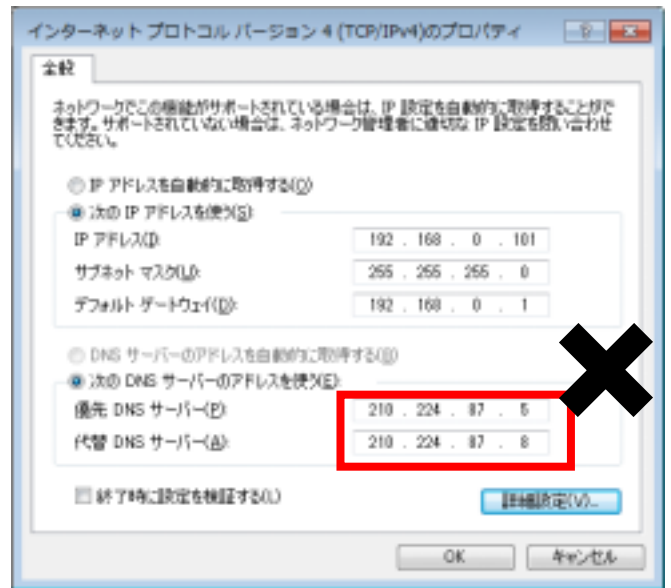 インターネット プロトコル バージョン 4 (TCP/IPv4)のプロパティ
全般
ネットワークでこの機能がサポートされている場合は、IP 設定を自動的に取得することがで
きます。サポートされていない場合は、ネットワーク管理者に適切な IP 設定を問い合わせ
てください。
IP アドレスを自動的に取得する(O)
次の IP アドレスを使う(S):
IP アドレス(I): 192 . 168 . 0 . 101
サブネット マスク(U): 255 . 255 . 255 . 0
デフォルト ゲートウェイ(D): 192 . 168 . 0 . 1
DNS サーバーのアドレスを自動的に取得する(B)
次の DNS サーバーのアドレスを使う(E):
優先 DNS サーバー(P): 210 . 224 . 87 . 5
代替 DNS サーバー(A): 210 . 224 . 87 . 8
終了時に設定を検証する(L)
詳細設定(V)...
OK キャンセル